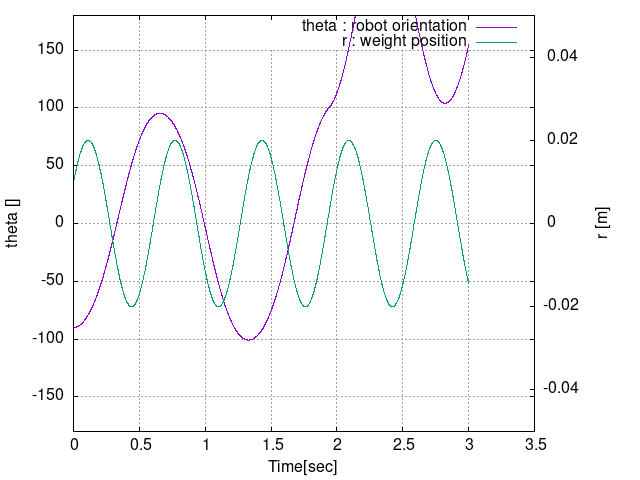 theta : robot orientation
r : weight position
150
100
50
0
-50
-100
-150
theta []
0.04
0.02
0
-0.02
-0.04
r [m]
0 0.5 1 1.5 2 2.5 3 3.5
Time[sec]